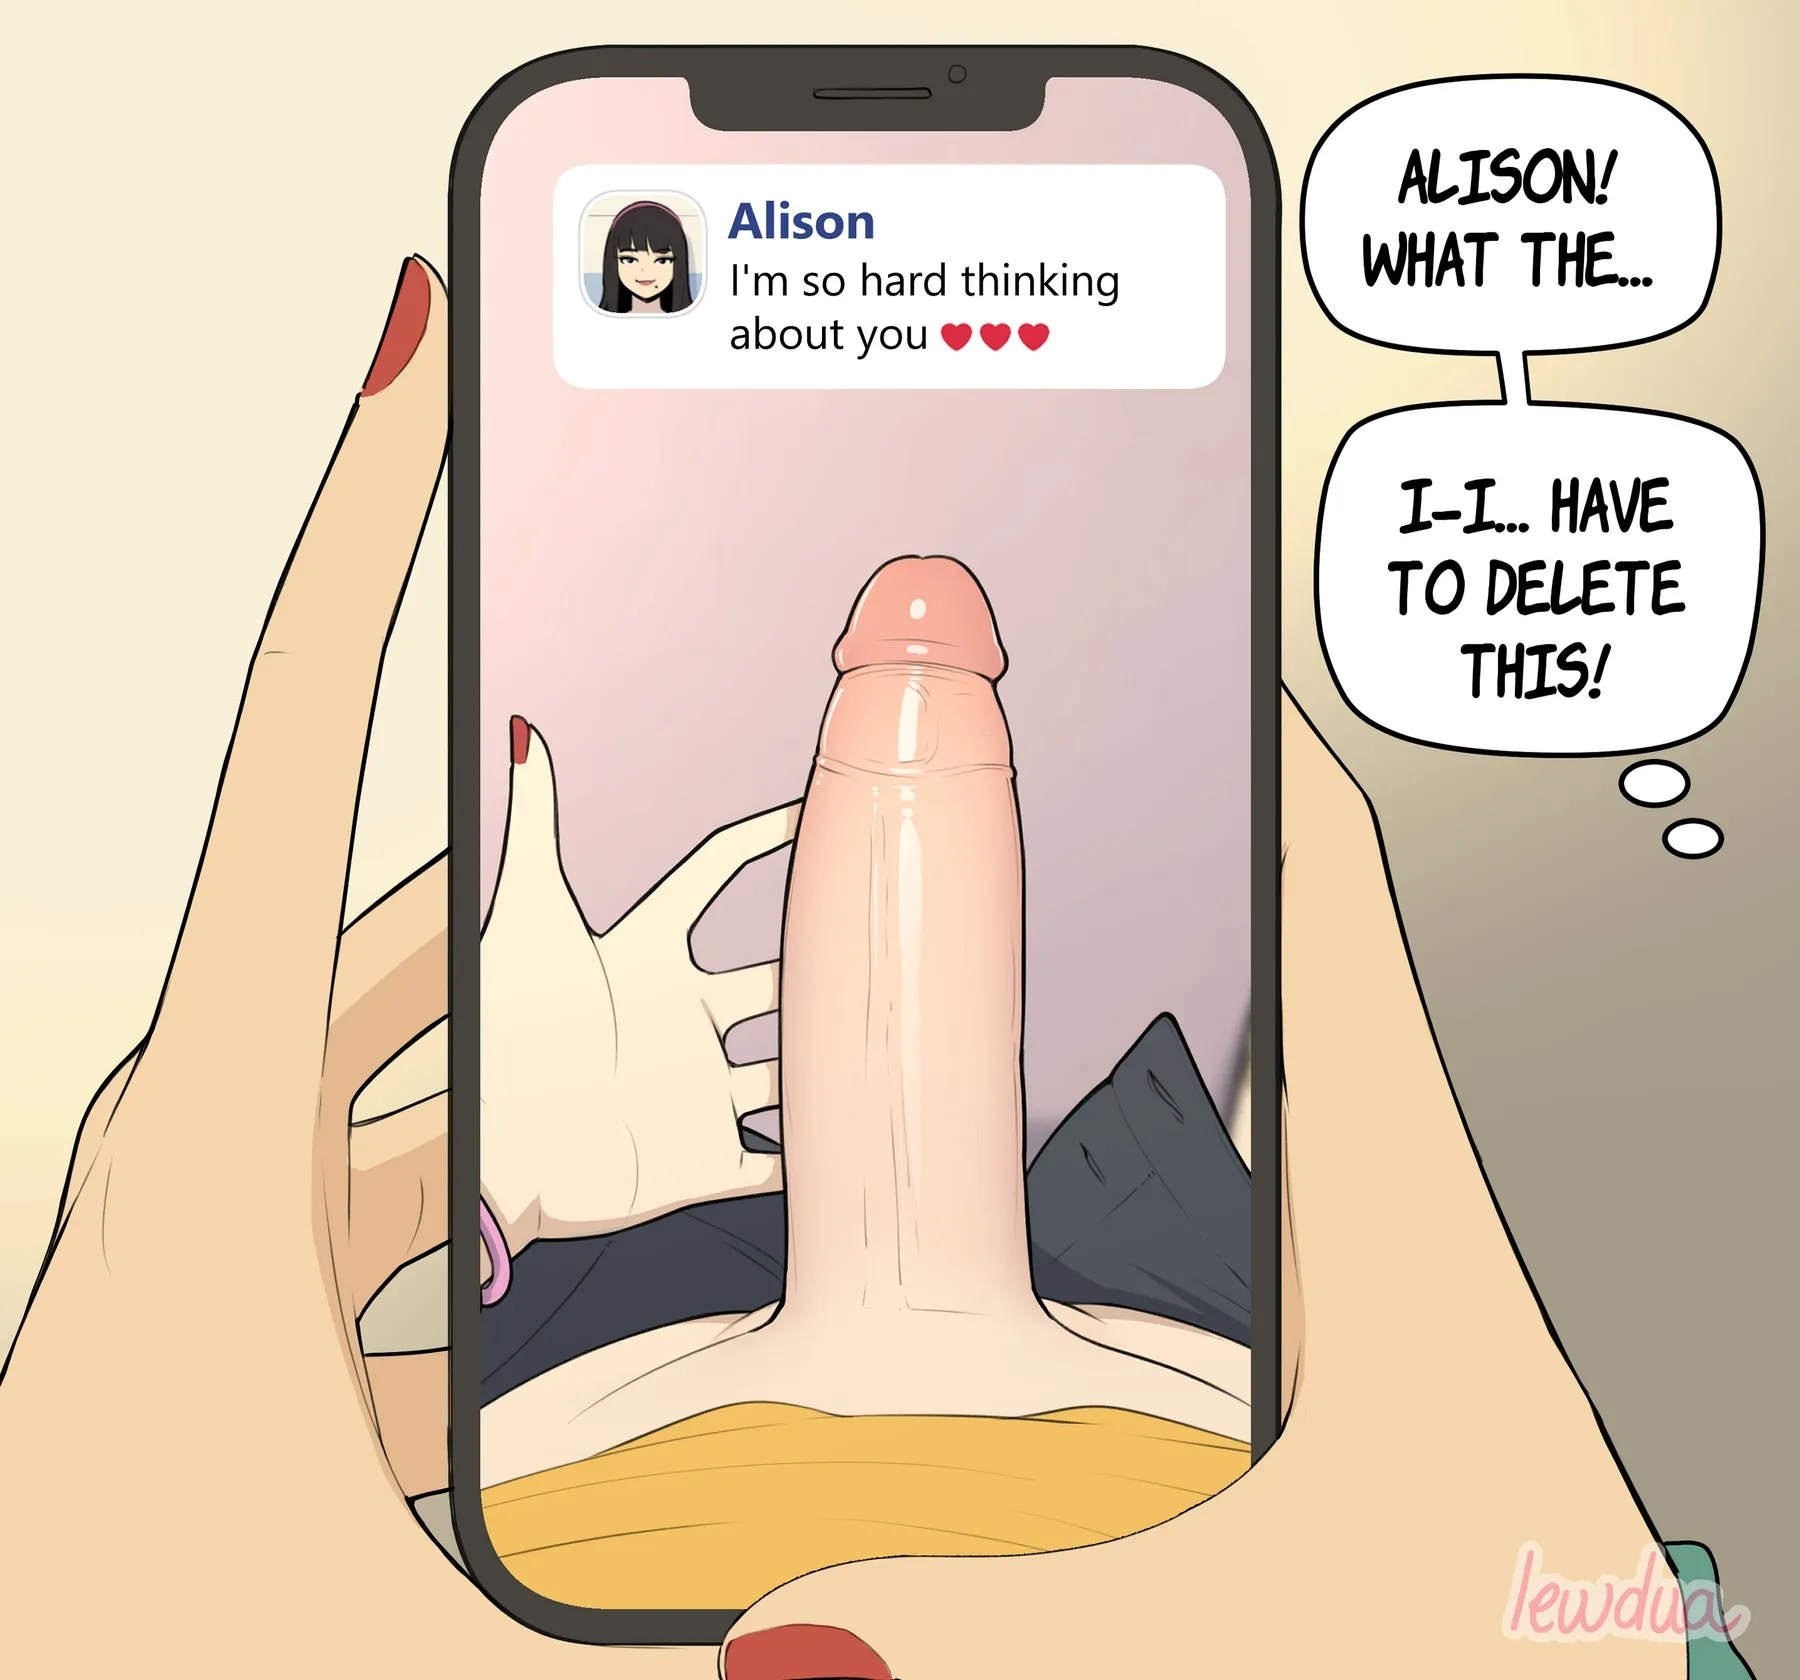 Alison
I'm so hard thinking
about you ❤❤❤
ALISON!
WHAT THE...
I-I... HAVE
TO DELETE
THIS!
lewdua